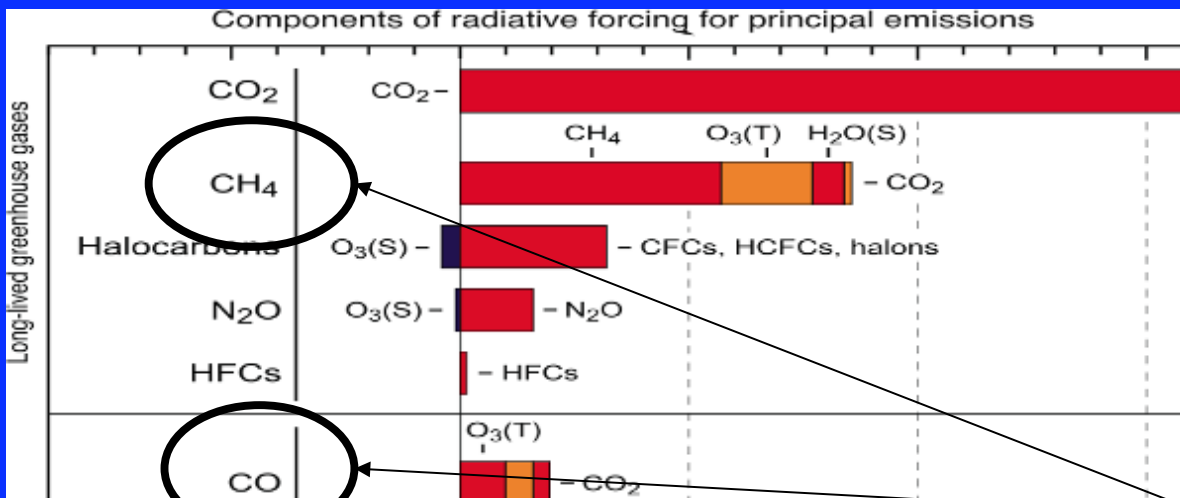 Components of radiative forcing for principal emissions
Long-lived greenhouse gases
CO₂ CO₂
CH₄ O₃(T) H₂O(S)
CH₄ CO₂
Halocarbons O₃(S) CFCs, HCFCs, halons
N₂O O₃(S) N₂O
HFCs HFCs
O₃(T)
CO CO₂